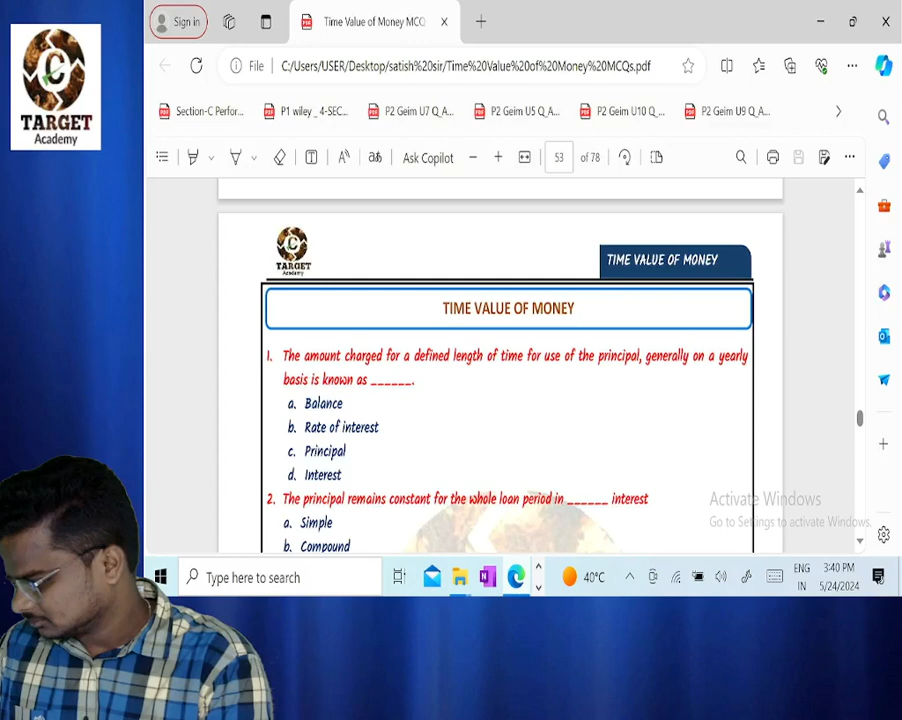 Sign in
Time Value of Money MCQ
TARGET
Academy
File
C:/Users/USER/Desktop/satish%20sir/Time%20Value%20of%20Money%20MCQs.pdf
Section-C Perfor...
P1 wiley _ 4-SEC...
P2 Geim U7 Q_A...
P2 Geim U5 Q_A...
P2 Geim U10 Q_...
P2 Geim U9 Q_A...
Ask Copilot
53
of 78
TARGET
Academy
TIME VALUE OF MONEY
TIME VALUE OF MONEY
1. The amount charged for a defined length of time for use of the principal, generally on a yearly
basis is known as ______.
a. Balance
b. Rate of interest
c. Principal
d. Interest
2. The principal remains constant for the whole loan period in ______ interest
a. Simple
b. Compound
Activate Windows
Go to Settings to activate Windows.
Type here to search
40°C
ENG
IN
3:40 PM
5/24/2024